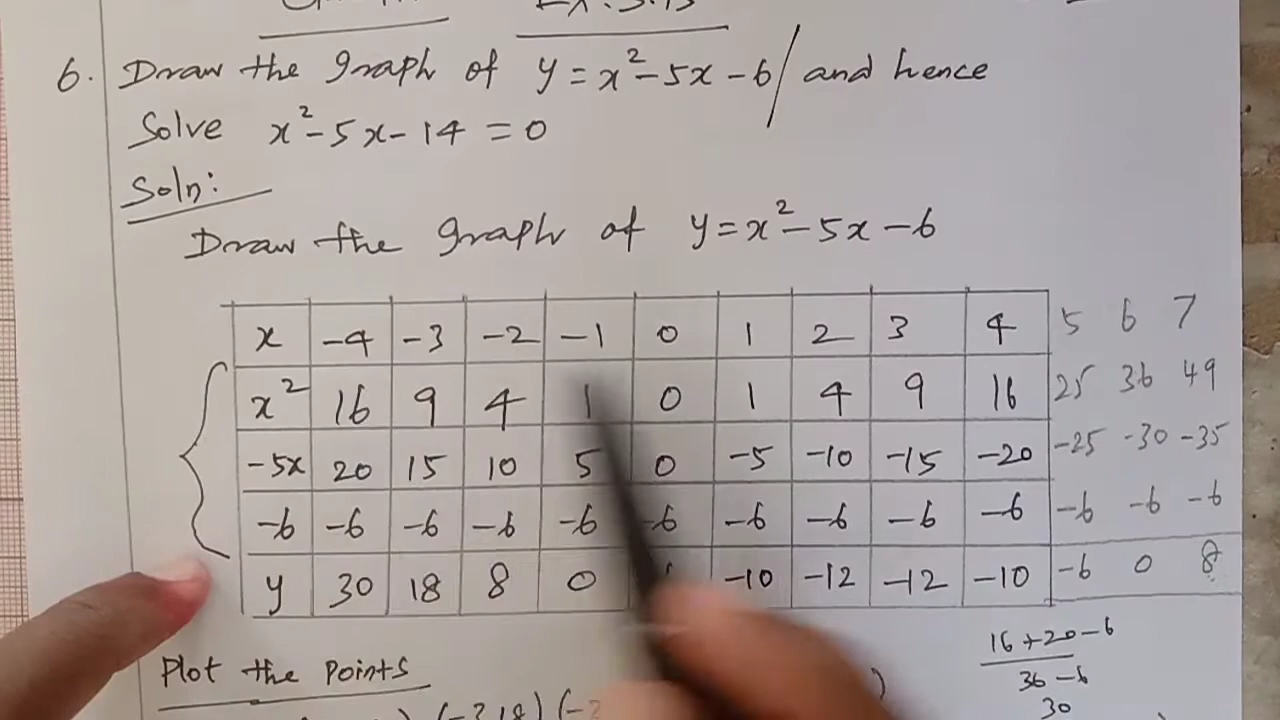 6. Draw the graph of y = x² - 5x - 6 / and hence
Solve x² - 5x - 14 = 0
Soln:
Draw the graph of y = x² - 5x - 6
x -4 -3 -2 -1 0 1 2 3 4 5 6 7
x² 16 9 4 1 0 1 4 9 16 25 36 49
-5x 20 15 10 5 0 -5 -10 -15 -20 -25 -30 -35
-6 -6 -6 -6 -6 -6 -6 -6 -6 -6 -6 -6 -6
y 30 18 8 0 -10 -12 -12 -10 -6 0 8
Plot the points
16+20-6
36-6
30